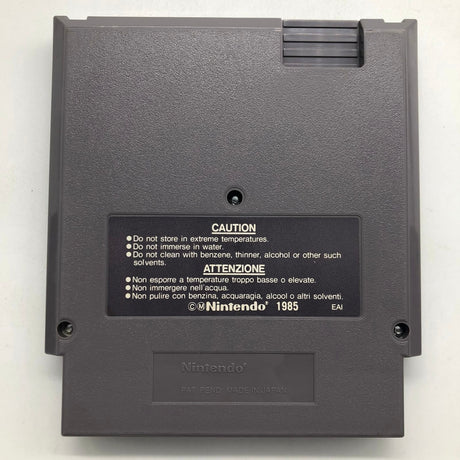 CAUTION
● Do not store in extreme temperatures.
● Do not immerse in water.
● Do not clean with benzene, thinner, alcohol or other such
solvents.
ATTENZIONE
● Non esporre a temperature troppo basse o elevate.
● Non immergere nell'acqua.
● Non pulire con benzina, acquaragia, alcool o altri solventi.
©Ⓜ Nintendo® 1985 EAI
Nintendo®
PAT. PEND. MADE IN JAPAN